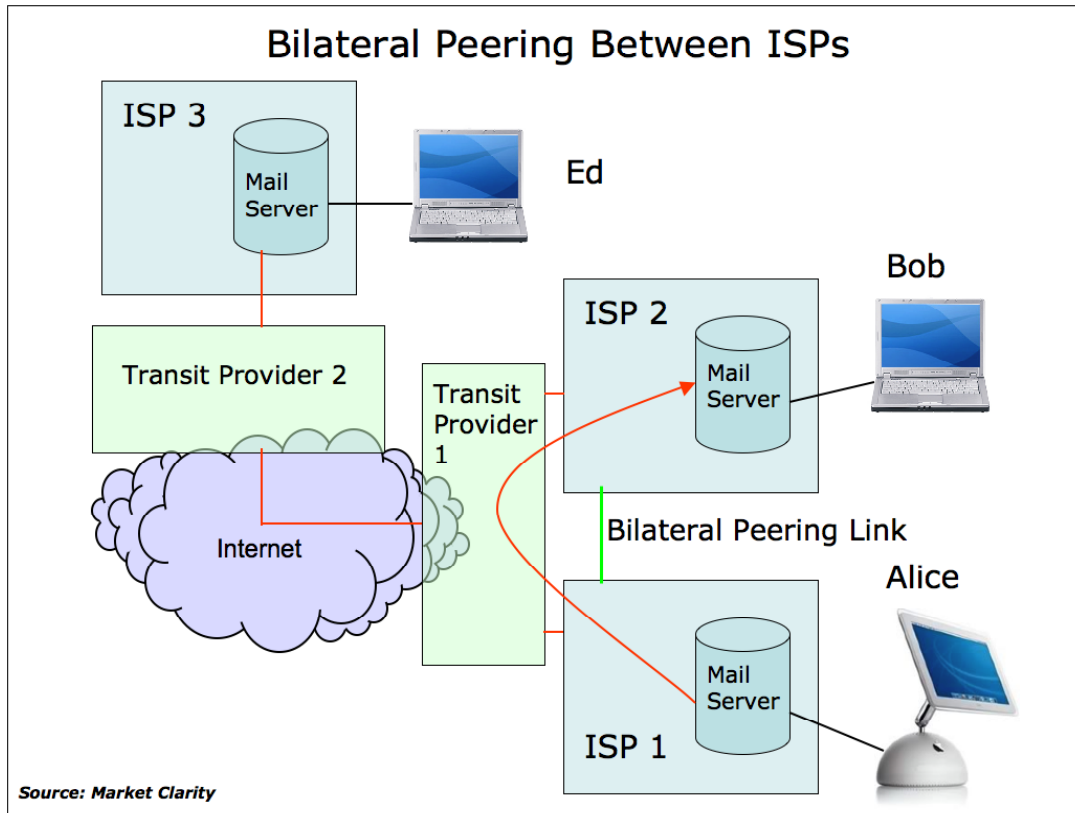 Bilateral Peering Between ISPs
ISP 3
Mail
Server
Ed
Bob
ISP 2
Mail
Server
Transit Provider 2
Transit
Provider
1
Internet
Bilateral Peering Link
Alice
Mail
Server
ISP 1
Source: Market Clarity